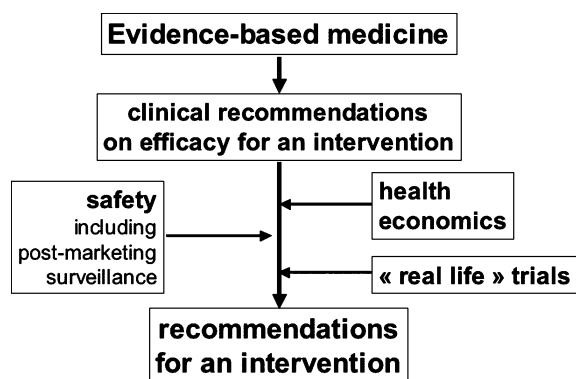 Evidence-based medicine
clinical recommendations
on efficacy for an intervention
safety
including
post-marketing
surveillance
health
economics
« real life » trials
recommendations
for an intervention